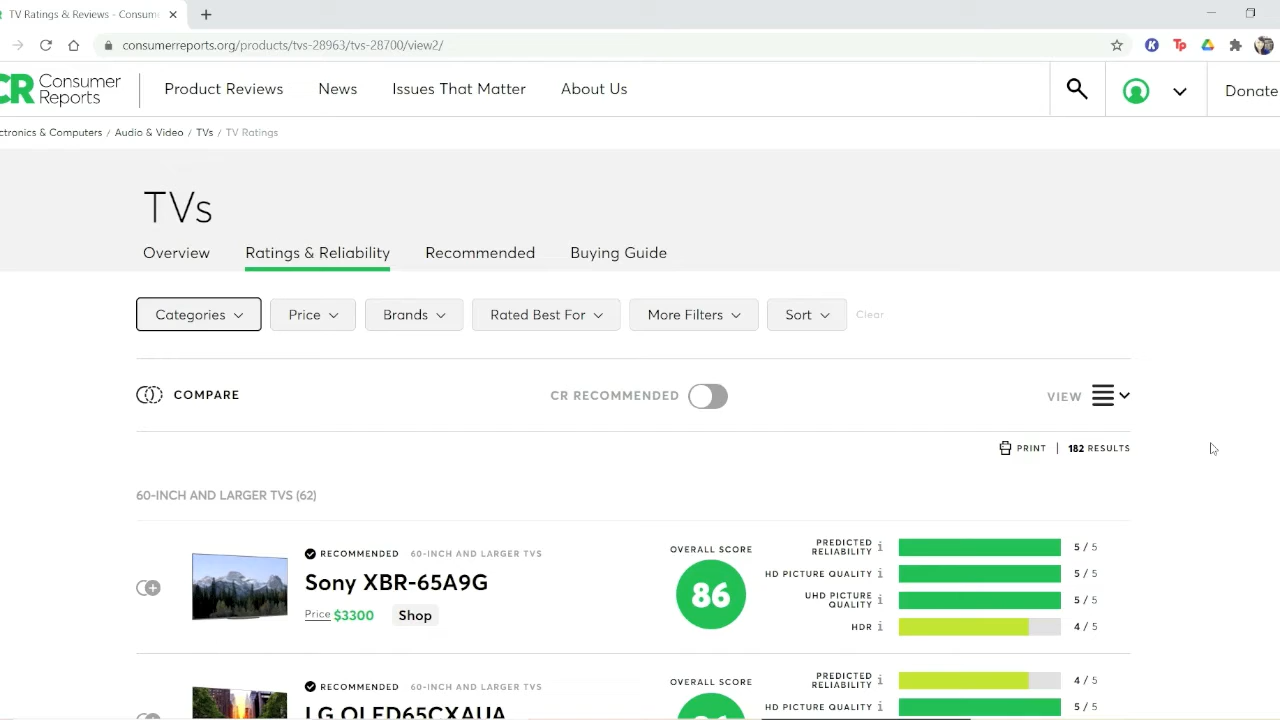 TV Ratings & Reviews - Consum
consumerreports.org/products/tvs-28963/tvs-28700/view2/
K Tp
CR Consumer Reports
Product Reviews News Issues That Matter About Us Donate
ctronics & Computers / Audio & Video / TVs / TV Ratings
TVs
Overview Ratings & Reliability Recommended Buying Guide
Categories Price Brands Rated Best For More Filters Sort Clear
COMPARE CR RECOMMENDED VIEW
PRINT | 182 RESULTS
60-INCH AND LARGER TVS (62)
RECOMMENDED 60-INCH AND LARGER TVS
Sony XBR-65A9G
Price $3300 Shop
OVERALL SCORE
86
PREDICTED RELIABILITY i 5 / 5
HD PICTURE QUALITY i 5 / 5
UHD PICTURE QUALITY i 5 / 5
HDR i 4 / 5
RECOMMENDED 60-INCH AND LARGER TVS
LG OLED65CXAUA
OVERALL SCORE
PREDICTED RELIABILITY i 4 / 5
HD PICTURE QUALITY i 5 / 5